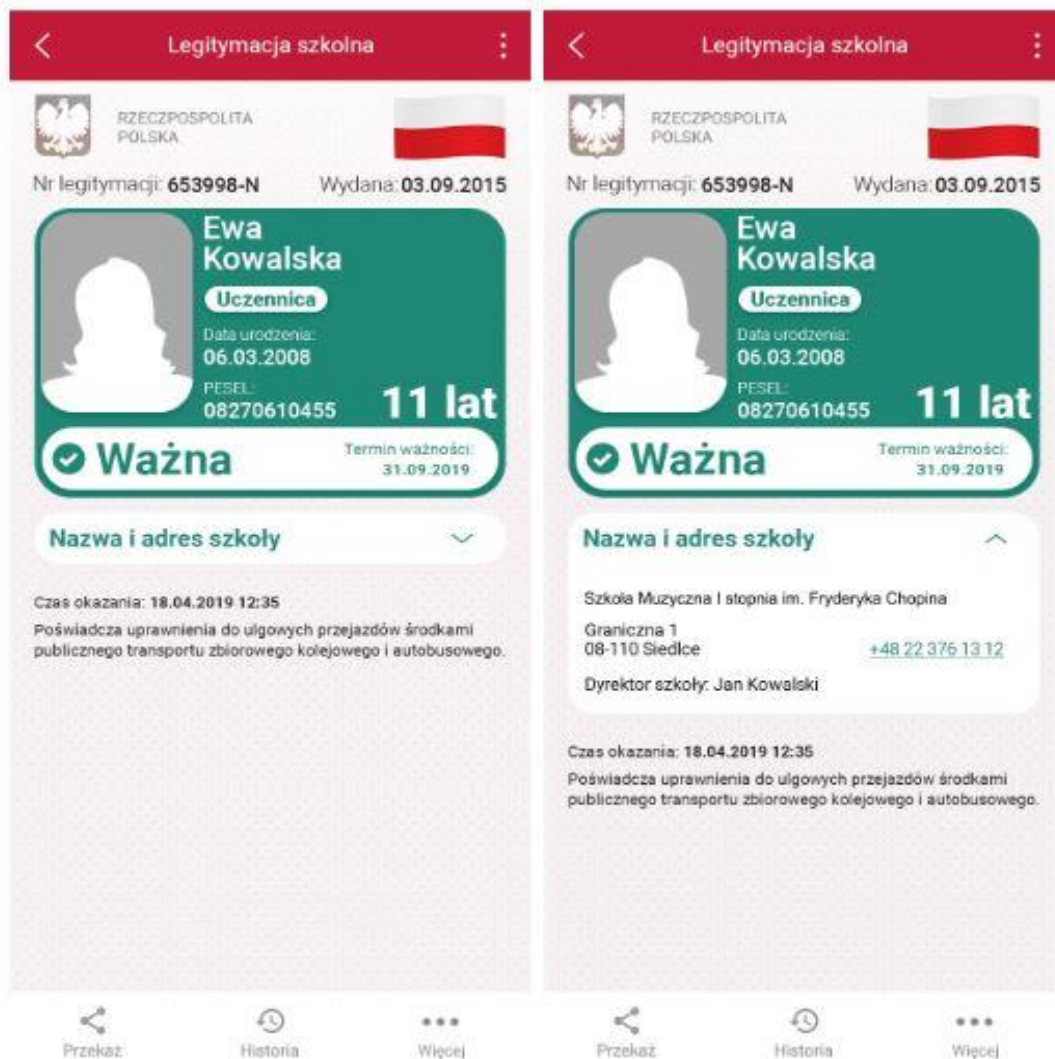 Legitymacja szkolna
RZECZPOSPOLITA
POLSKA
Nr legitymacji: 653998-N Wydana: 03.09.2015
Ewa
Kowalska
Uczennica
Data urodzenia:
06.03.2008
PESEL:
08270610455
11 lat
Ważna
Termin ważności:
31.09.2019
Nazwa i adres szkoły
Czas okazania: 18.04.2019 12:35
Poświadcza uprawnienia do ulgowych przejazdów środkami
publicznego transportu zbiorowego kolejowego i autobusowego.
Przekaż Historia Więcej
Legitymacja szkolna
RZECZPOSPOLITA
POLSKA
Nr legitymacji: 653998-N Wydana: 03.09.2015
Ewa
Kowalska
Uczennica
Data urodzenia:
06.03.2008
PESEL:
08270610455
11 lat
Ważna
Termin ważności:
31.09.2019
Nazwa i adres szkoły
Szkoła Muzyczna I stopnia im. Fryderyka Chopina
Graniczna 1
08-110 Siedlce +48 22 376 13 12
Dyrektor szkoły: Jan Kowalski
Czas okazania: 18.04.2019 12:35
Poświadcza uprawnienia do ulgowych przejazdów środkami
publicznego transportu zbiorowego kolejowego i autobusowego.
Przekaż Historia Więcej